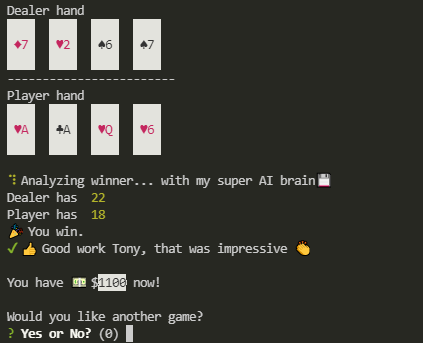 Dealer hand
♦7 ♥2 ♠6 ♠7
------------------------
Player hand
♥A ♣A ♥Q ♥6
Analyzing winner... with my super AI brain💾
Dealer has 22
Player has 18
🎉 You win.
✓👍 Good work Tony, that was impressive 👏
You have 💵 $1100 now!
Would you like another game?
? Yes or No? (0)